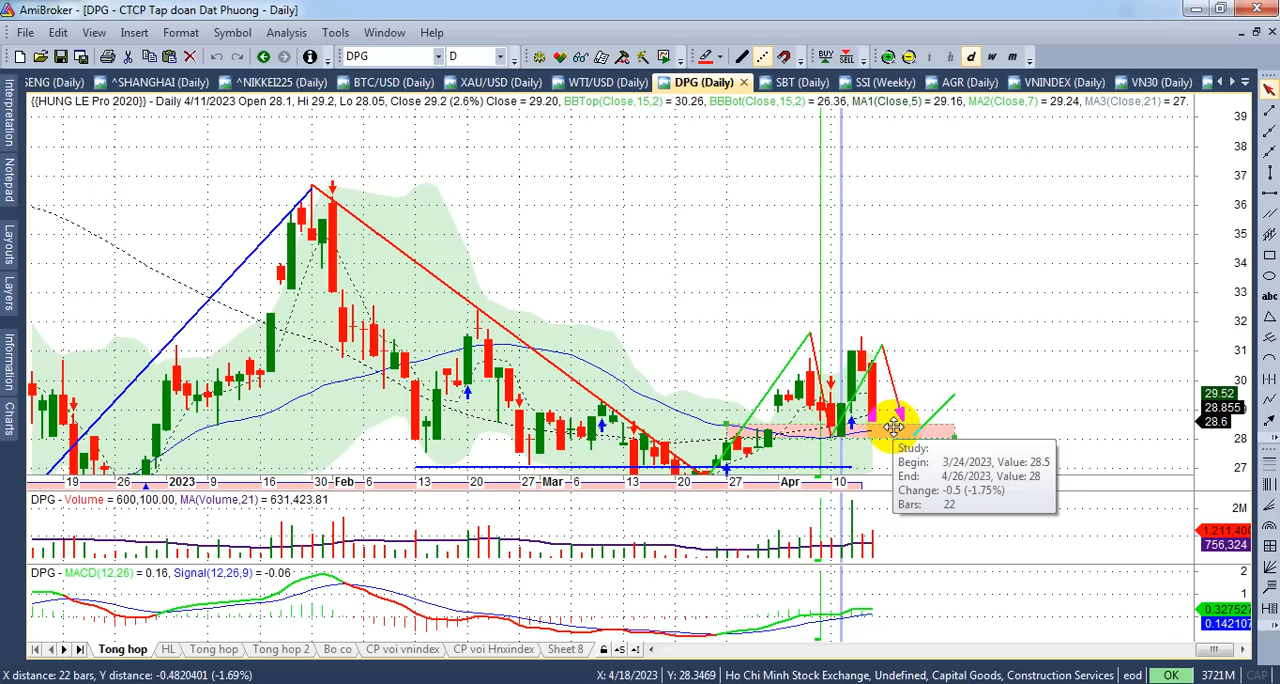 AmiBroker - [DPG - CTCP Tap doan Dat Phuong - Daily]
File Edit View Insert Format Symbol Analysis Tools Window Help
DPG D BUY SELL i h d w m
ENG (Daily) ^SHANGHAI (Daily) ^NIKKEI225 (Daily) BTC/USD (Daily) XAU/USD (Daily) WTI/USD (Daily) DPG (Daily) SBT (Daily) SSI (Weekly) AGR (Daily) VNINDEX (Daily) VN30 (Daily)
{{HUNG LE Pro 2020}} - Daily 4/11/2023 Open 28.1, Hi 29.2, Lo 28.05, Close 29.2 (2.6%) Close = 29.20, BBTop(Close,15,2) = 30.26, BBBot(Close,15,2) = 26.36, MA1(Close,5) = 29.16, MA2(Close,7) = 29.24, MA3(Close,21) = 27.
Interpretation
Notepad
Layouts
Layers
Information
Charts
abc
39
38
37
36
35
34
33
32
31
30
29.52
28.855
28.6
28
27
Study:
Begin: 3/24/2023, Value: 28.5
End: 4/26/2023, Value: 28
Change: -0.5 (-1.75%)
Bars: 22
19 26 2023 9 16 30 Feb 6 13 20 27 Mar 6 13 20 27 Apr 10
DPG - Volume = 600,100.00, MA(Volume,21) = 511,423.81
2M
1,211,400
756,324
DPG - MACD(12,26) = 0.16, Signal(12,26,9) = -0.06
2
1
0.327527
0.142107
Tong hop HL Tong hop Tong hop 2 Bo co CP voi vnindex CP voi Hnxindex Sheet 8
X distance: 22 bars, Y distance: -0.4820401 (-1.69%) X: 4/18/2023 Y: 28.3469 Ho Chi Minh Stock Exchange, Undefined, Capital Goods, Construction Services eod OK 3721M CAP